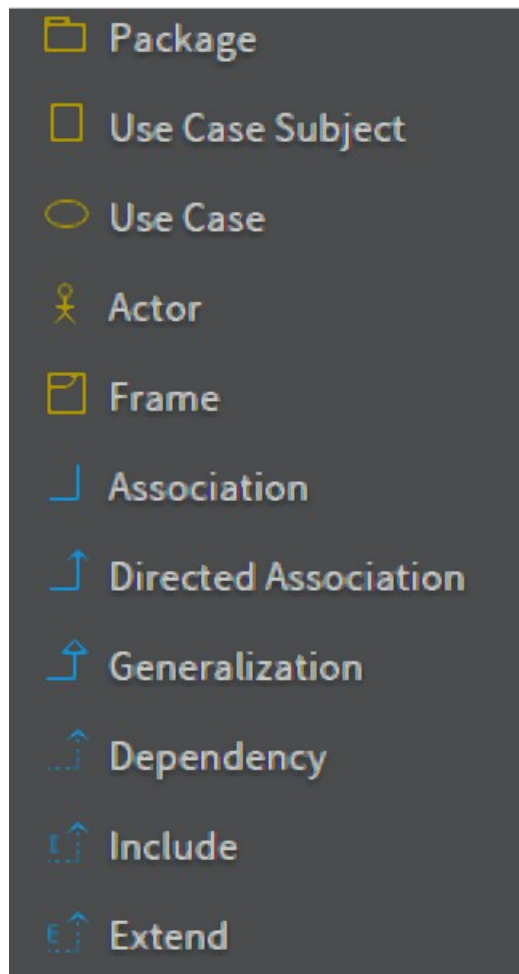 Package
Use Case Subject
Use Case
Actor
Frame
Association
Directed Association
Generalization
Dependency
I Include
E Extend